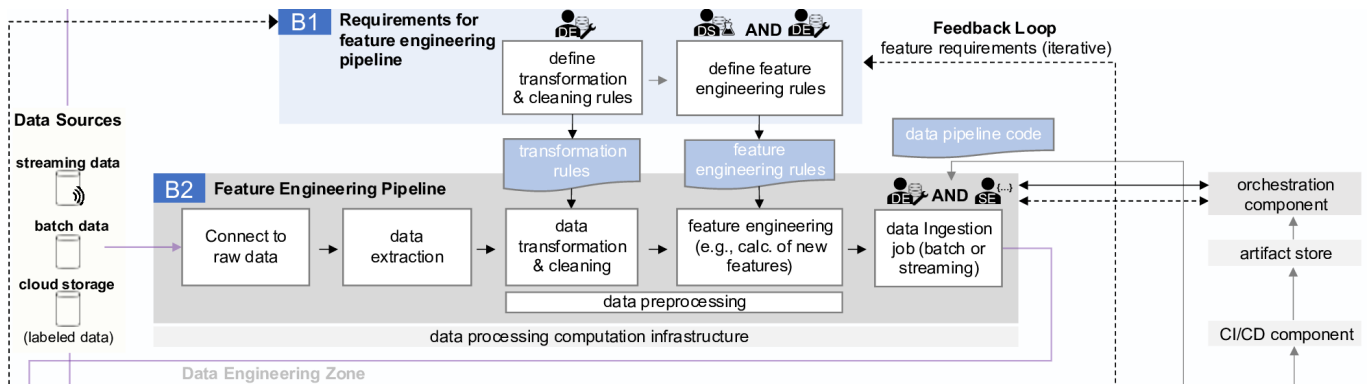 B1
Requirements for
feature engineering
pipeline
DE
DS
AND
DE
define
transformation
& cleaning rules
define feature
engineering rules
Feedback Loop
feature requirements (iterative)
Data Sources
streaming data
batch data
cloud storage
(labeled data)
transformation
rules
feature
engineering rules
data pipeline code
B2
Feature Engineering Pipeline
DE
AND
SE
{...}
Connect to
raw data
data
extraction
data
transformation
& cleaning
feature engineering
(e.g., calc. of new
features)
data Ingestion
job (batch or
streaming)
data preprocessing
data processing computation infrastructure
Data Engineering Zone
orchestration
component
artifact store
CI/CD component